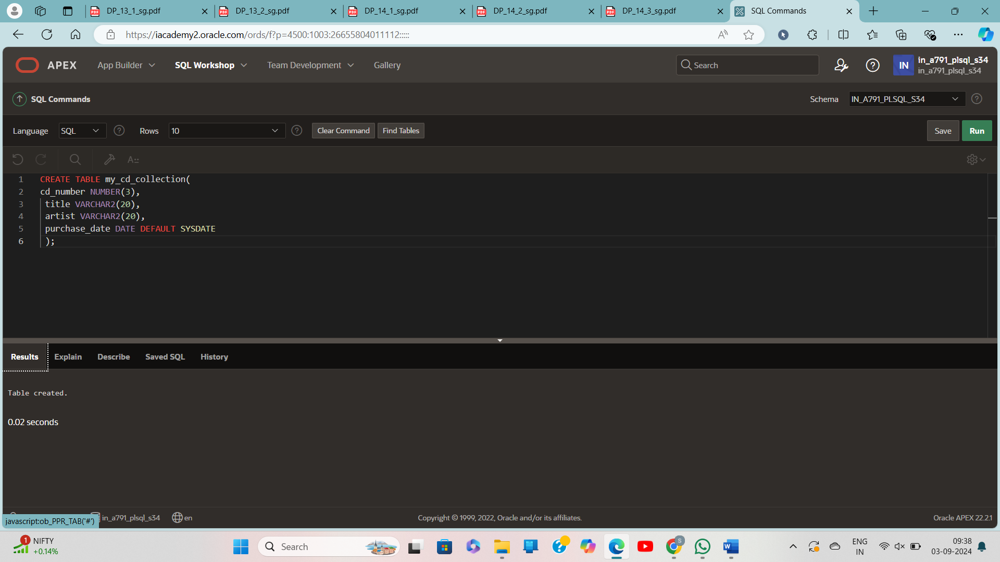 DP_13_1_sg.pdf
DP_13_2_sg.pdf
DP_14_1_sg.pdf
DP_14_2_sg.pdf
DP_14_3_sg.pdf
SQL Commands
https://iacademy2.oracle.com/ords/f?p=4500:1003:26655804011112:::::
APEX
App Builder
SQL Workshop
Team Development
Gallery
Search
IN
in_a791_plsql_s34
in_a791_plsql_s34
SQL Commands
Schema
IN_A791_PLSQL_S34
Language
SQL
Rows
10
Clear Command
Find Tables
Save
Run
1 CREATE TABLE my_cd_collection(
2 cd_number NUMBER(3),
3 title VARCHAR2(20),
4 artist VARCHAR2(20),
5 purchase_date DATE DEFAULT SYSDATE
6 );
Results
Explain
Describe
Saved SQL
History
Table created.
0.02 seconds
javascript:ob_PPR_TAB('#')
in_a791_plsql_s34
en
Copyright © 1999, 2022, Oracle and/or its affiliates.
Oracle APEX 22.2.1
1
NIFTY
+0.14%
Search
S
ENG
IN
09:38
03-09-2024